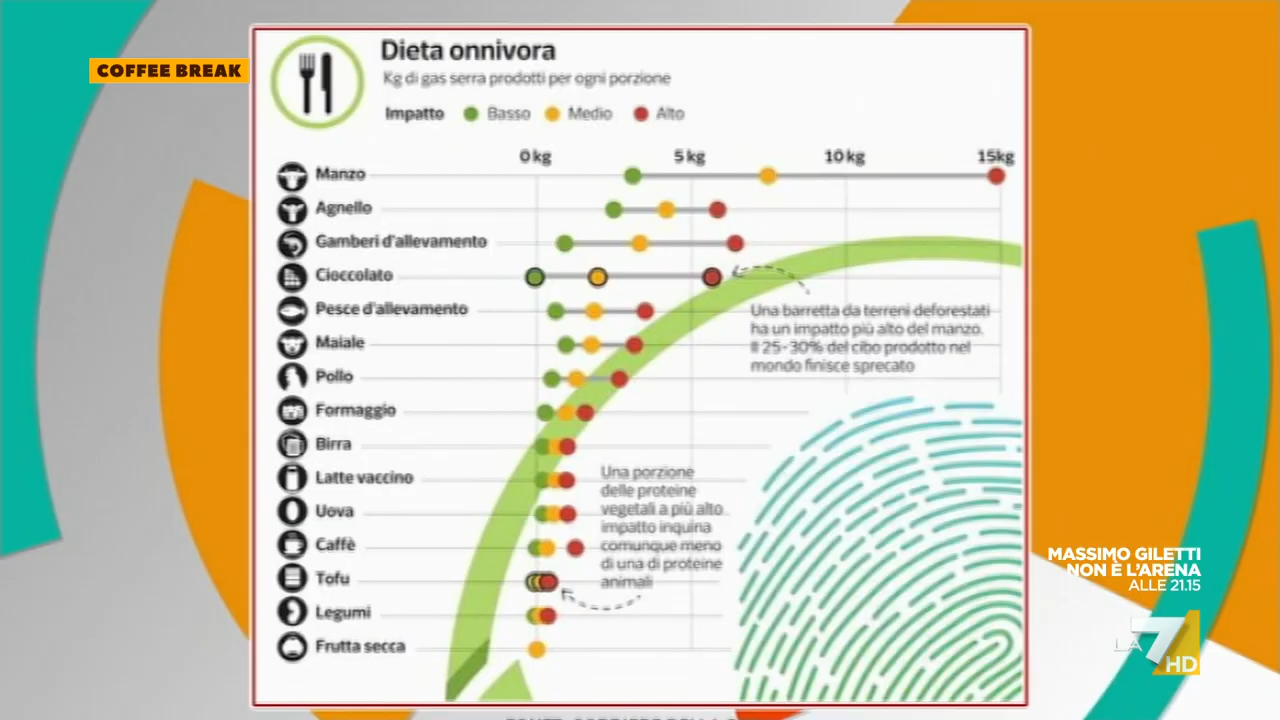 COFFEE BREAK
Dieta onnivora
Kg di gas serra prodotti per ogni porzione
Impatto Basso Medio Alto
0 kg 5 kg 10 kg 15kg
Manzo
Agnello
Gamberi d'allevamento
Cioccolato
Pesce d'allevamento
Maiale
Pollo
Formaggio
Birra
Latte vaccino
Uova
Caffè
Tofu
Legumi
Frutta secca
Una barretta da terreni deforestati
ha un impatto più alto del manzo.
Il 25-30% del cibo prodotto nel
mondo finisce sprecato
Una porzione
delle proteine
vegetali a più alto
impatto inquina
comunque meno
di una di proteine
animali
MASSIMO GILETTI
NON È L'ARENA
ALLE 21.15
LA 7
HD